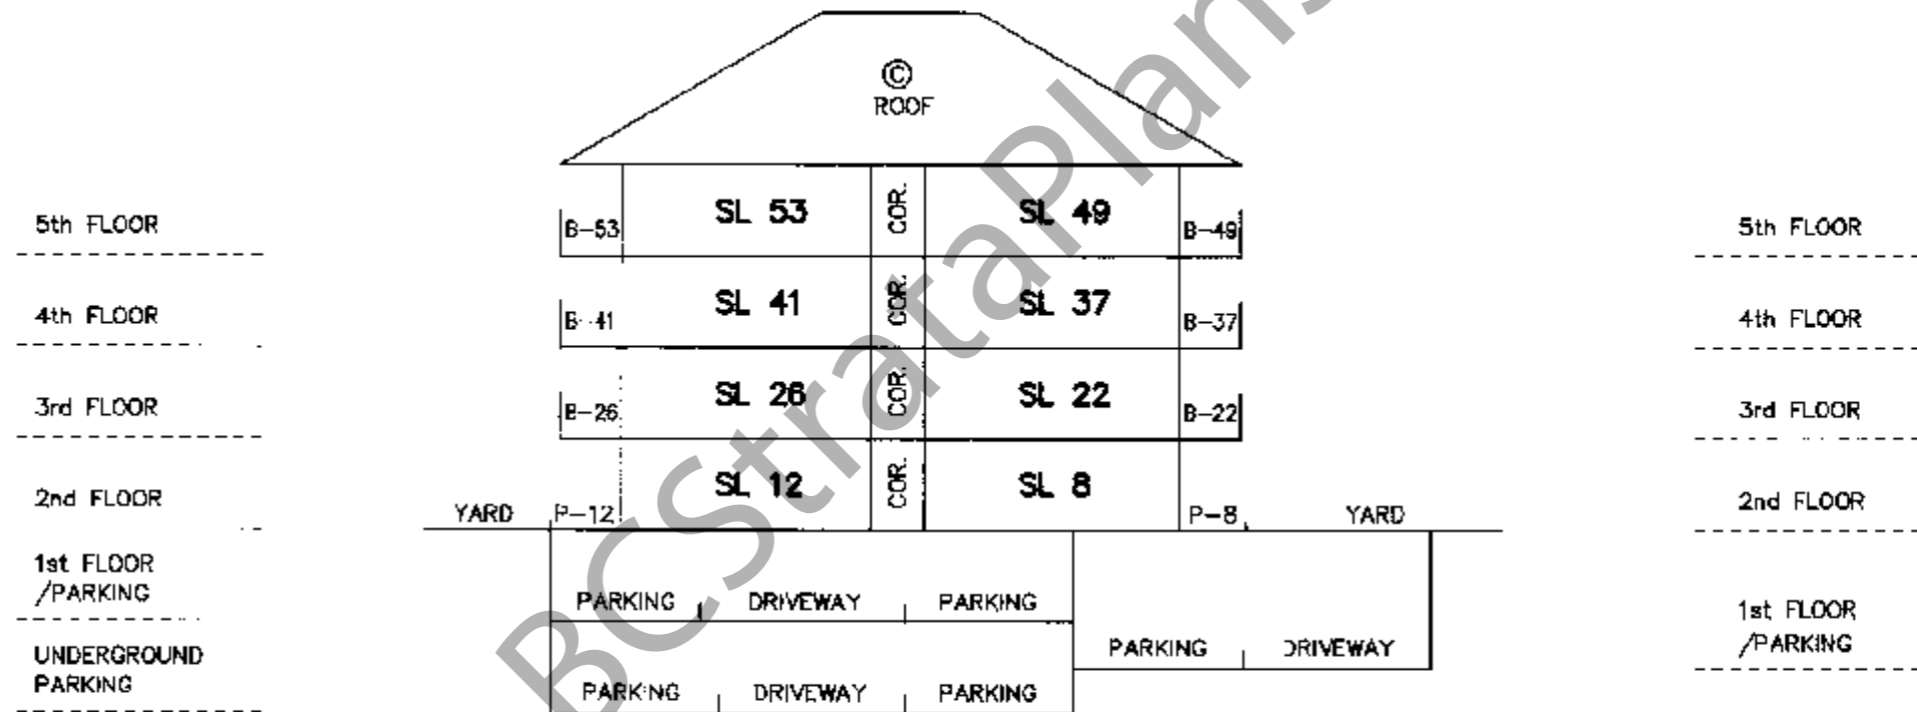 ©
ROOF
5th FLOOR
B-53
SL 53
COR.
SL 49
B-49
5th FLOOR
4th FLOOR
B-41
SL 41
COR.
SL 37
B-37
4th FLOOR
3rd FLOOR
B-26
SL 26
COR.
SL 22
B-22
3rd FLOOR
2nd FLOOR
YARD
P-12
SL 12
COR.
SL 8
P-8
YARD
2nd FLOOR
1st FLOOR
/PARKING
PARKING
DRIVEWAY
PARKING
PARKING
DRIVEWAY
1st FLOOR
/PARKING
UNDERGROUND
PARKING
PARKING
DRIVEWAY
PARKING
BCStrataPlans